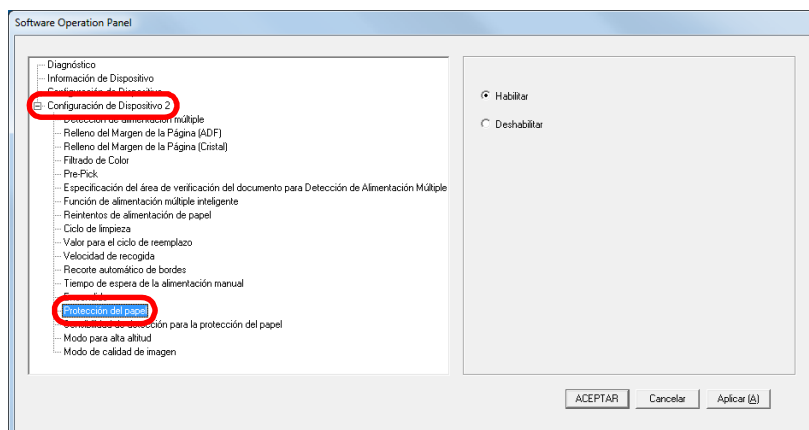 Software Operation Panel
Diagnóstico
Información de Dispositivo
Configuración de Dispositivo
Configuración de Dispositivo 2
Detección de alimentación múltiple
Relleno del Margen de la Página (ADF)
Relleno del Margen de la Página (Cristal)
Filtrado de Color
Pre-Pick
Especificación del área de verificación del documento para Detección de Alimentación Múltiple
Función de alimentación múltiple inteligente
Reintentos de alimentación de papel
Ciclo de limpieza
Valor para el ciclo de reemplazo
Velocidad de recogida
Recorte automático de bordes
Tiempo de espera de la alimentación manual
Encendido
Protección del papel
Sensibilidad de detección para la protección del papel
Modo para alta altitud
Modo de calidad de imagen
Habilitar
Deshabilitar
ACEPTAR
Cancelar
Aplicar (A)